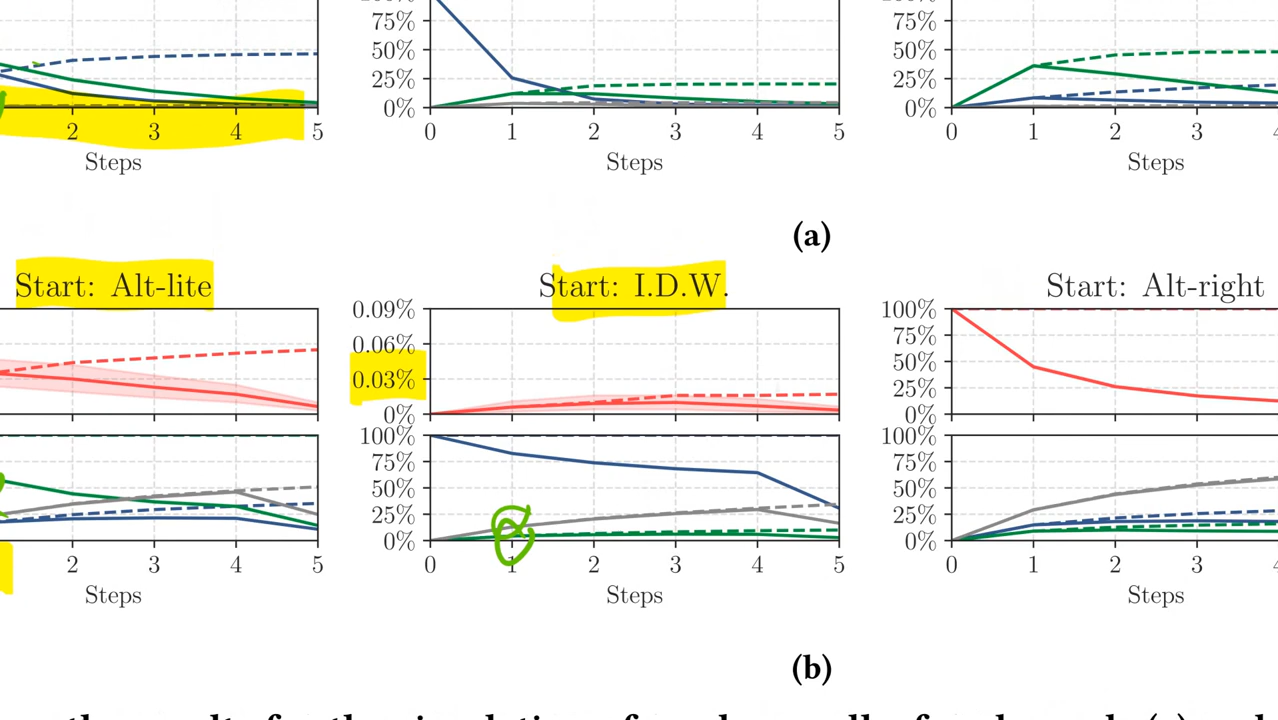 75%
75%
50%
50%
25%
25%
0%
0%
2 3 4 5
0 1 2 3 4 5
0 1 2 3 4
Steps
Steps
Steps
(a)
Start: Alt-lite
Start: I.D.W.
Start: Alt-right
0.09%
0.06%
0.03%
0%
100%
75%
50%
25%
0%
100%
75%
50%
25%
0%
100%
75%
50%
25%
0%
2 3 4 5
0 1 2 3 4 5
0 1 2 3 4
Steps
Steps
Steps
(b)